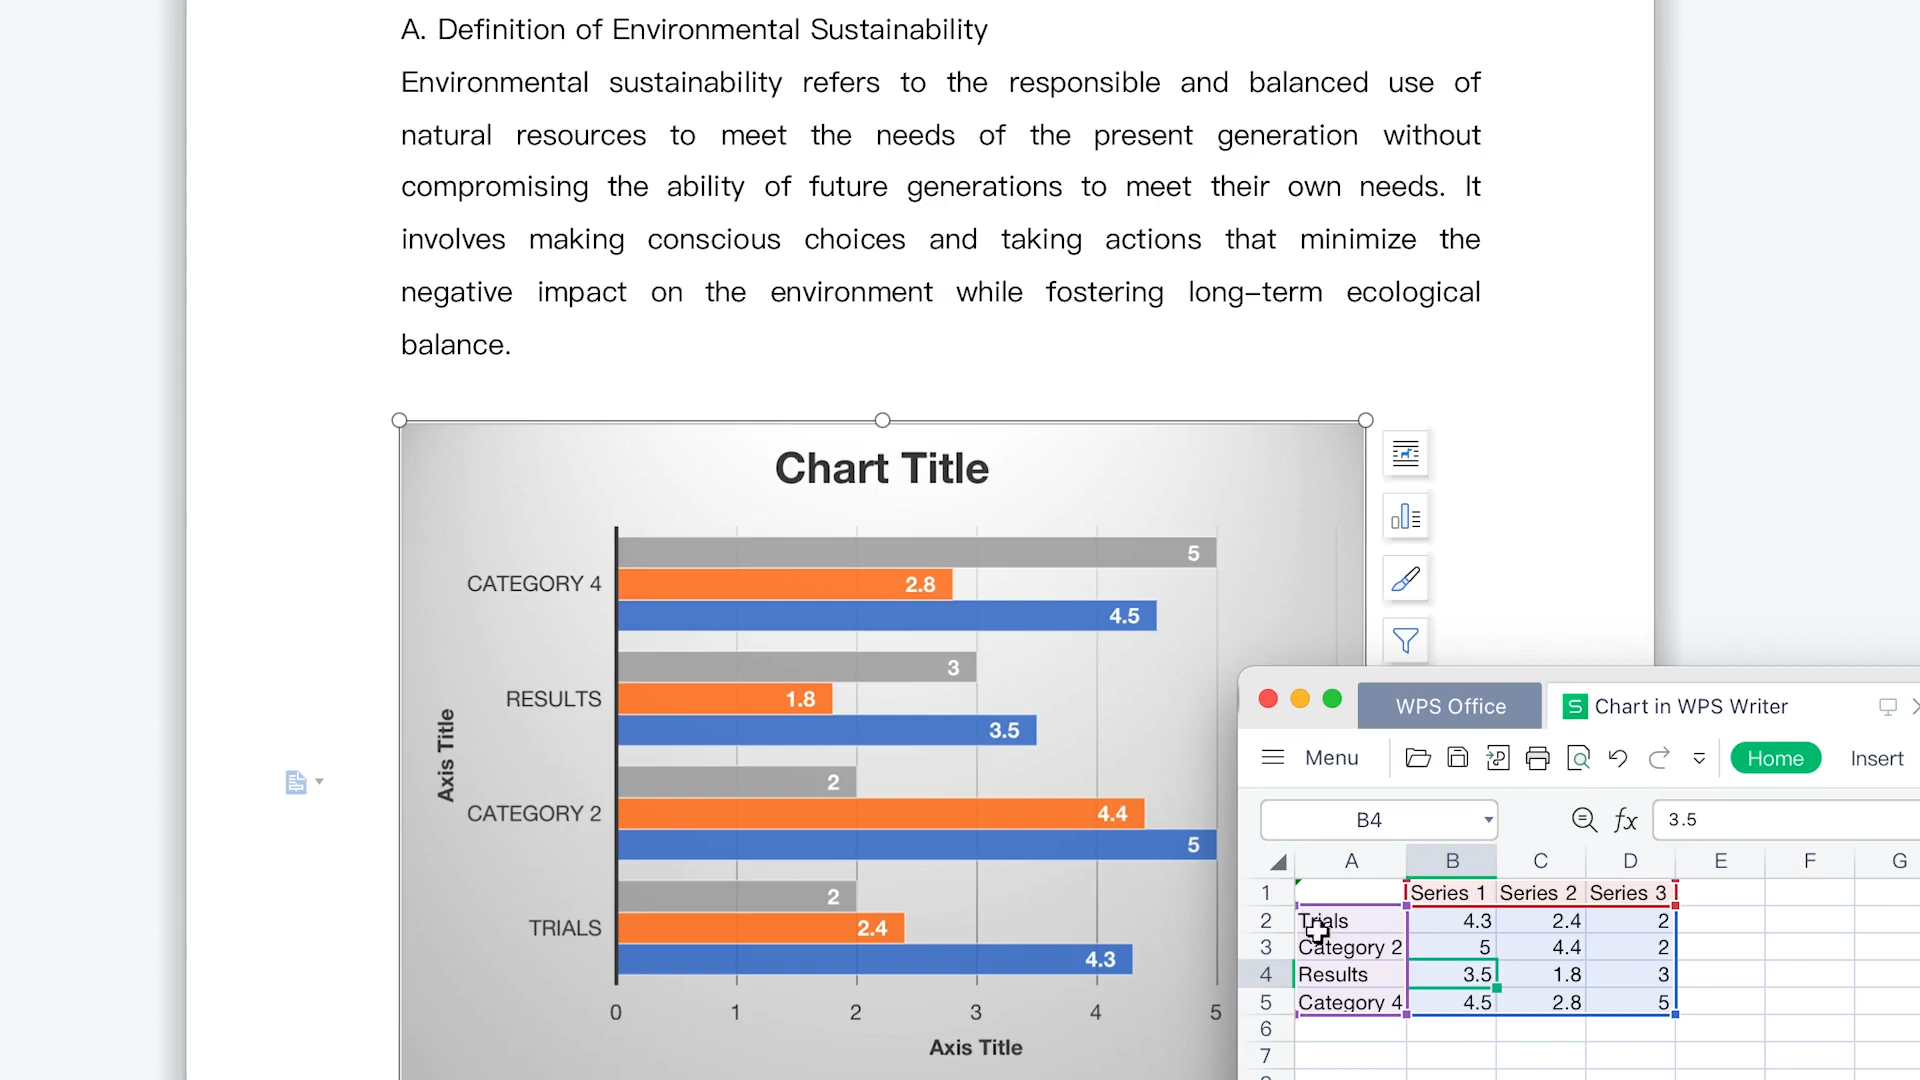 A. Definition of Environmental Sustainability
Environmental sustainability refers to the responsible and balanced use of
natural resources to meet the needs of the present generation without
compromising the ability of future generations to meet their own needs. It
involves making conscious choices and taking actions that minimize the
negative impact on the environment while fostering long–term ecological
balance.
Chart Title
5
CATEGORY 4
2.8
4.5
3
RESULTS
1.8
3.5
2
CATEGORY 2
4.4
5
2
TRIALS
2.4
4.3
Axis Title
0 1 2 3 4 5
Axis Title
WPS Office
S Chart in WPS Writer
Menu Home Insert
B4 fx 3.5
A B C D E F G
1 Series 1 Series 2 Series 3
2 Trials 4.3 2.4 2
3 Category 2 5 4.4 2
4 Results 3.5 1.8 3
5 Category 4 4.5 2.8 5
6
7